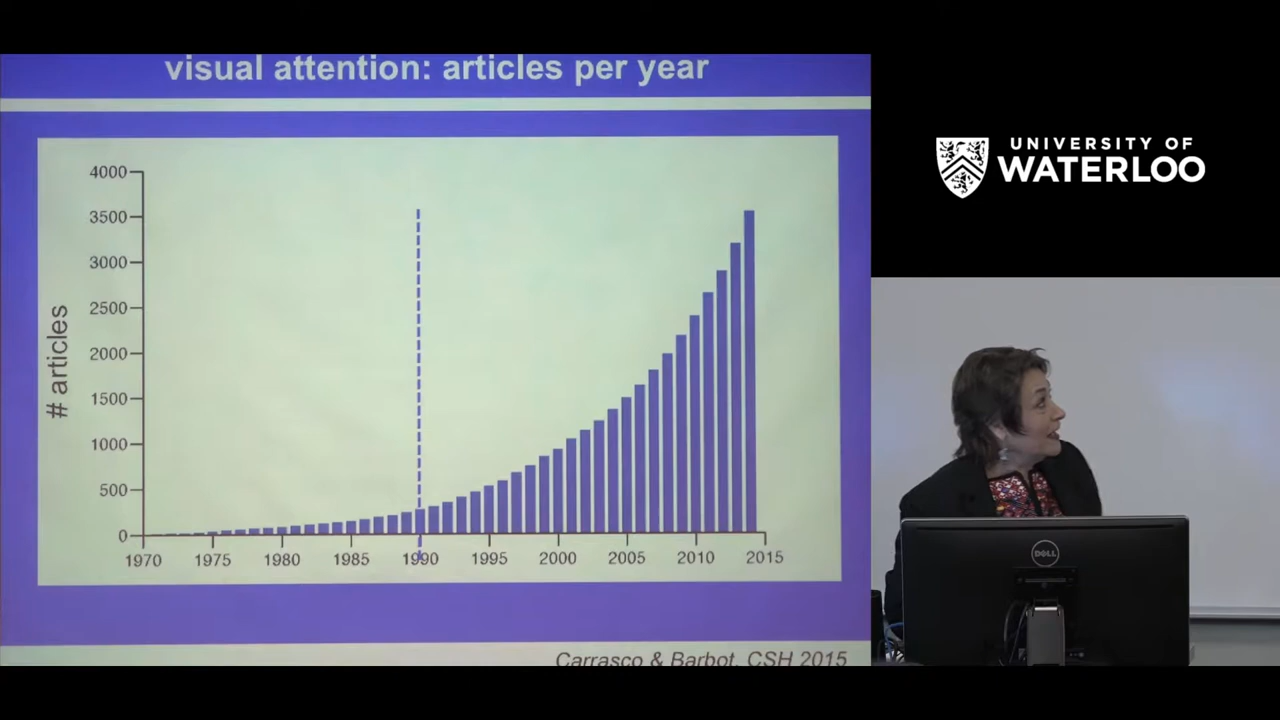 visual attention: articles per year
# articles
4000
3500
3000
2500
2000
1500
1000
500
0
1970 1975 1980 1985 1990 1995 2000 2005 2010 2015
Carrasco & Barbot, CSH 2015
UNIVERSITY OF
WATERLOO
DELL